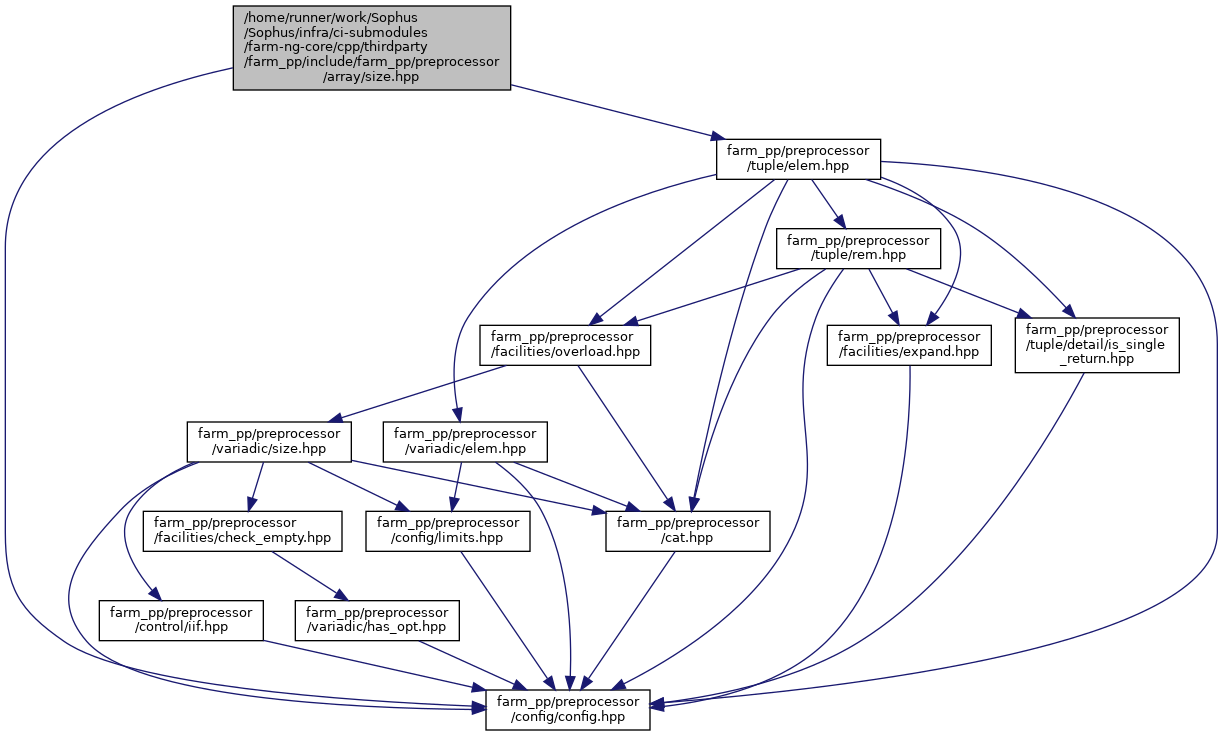 /home/runner/work/Sophus
/Sophus/infra/ci-submodules
/farm-ng-core/cpp/thirdparty
/farm_pp/include/farm_pp/preprocessor
/array/size.hpp
farm_pp/preprocessor
/tuple/elem.hpp
farm_pp/preprocessor
/tuple/rem.hpp
farm_pp/preprocessor
/facilities/overload.hpp
farm_pp/preprocessor
/facilities/expand.hpp
farm_pp/preprocessor
/tuple/detail/is_single
_return.hpp
farm_pp/preprocessor
/variadic/size.hpp
farm_pp/preprocessor
/variadic/elem.hpp
farm_pp/preprocessor
/facilities/check_empty.hpp
farm_pp/preprocessor
/config/limits.hpp
farm_pp/preprocessor
/cat.hpp
farm_pp/preprocessor
/control/iif.hpp
farm_pp/preprocessor
/variadic/has_opt.hpp
farm_pp/preprocessor
/config/config.hpp